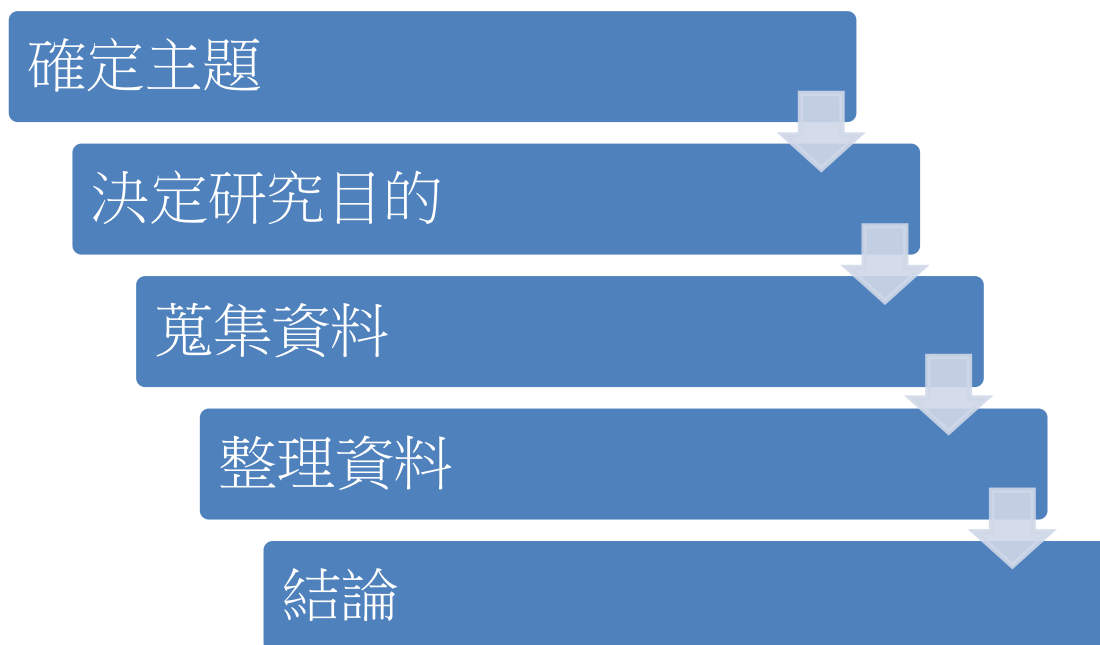 確定主題
決定研究目的
蒐集資料
整理資料
結論